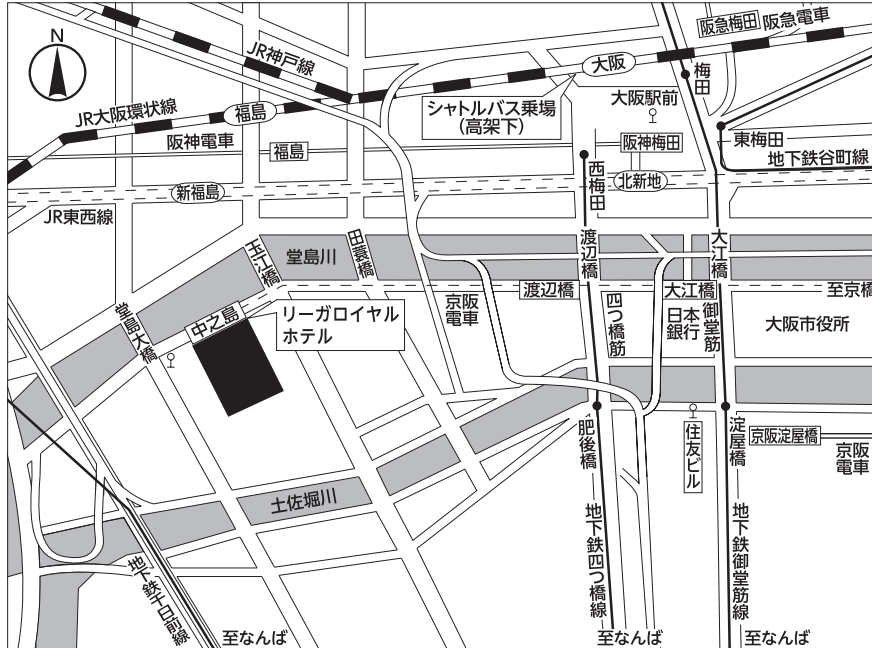 N
JR神戸線
阪急梅田
阪急電車
大阪
梅田
JR大阪環状線
福島
シャトルバス乗場
(高架下)
大阪駅前
阪神電車
福島
阪神梅田
東梅田
地下鉄谷町線
西梅田
北新地
新福島
JR東西線
玉江橋
堂島川
田蓑橋
渡辺橋
大江橋
堂島大橋
中之島
リーガロイヤル
ホテル
京阪
電車
渡辺橋
四つ橋筋
大江橋
日本
銀行
御堂筋
至京橋
大阪市役所
肥後橋
住友ビル
淀屋橋
京阪淀屋橋
京阪
電車
土佐堀川
地下鉄千日前線
地下鉄四つ橋線
地下鉄御堂筋線
至なんば
至なんば
至なんば